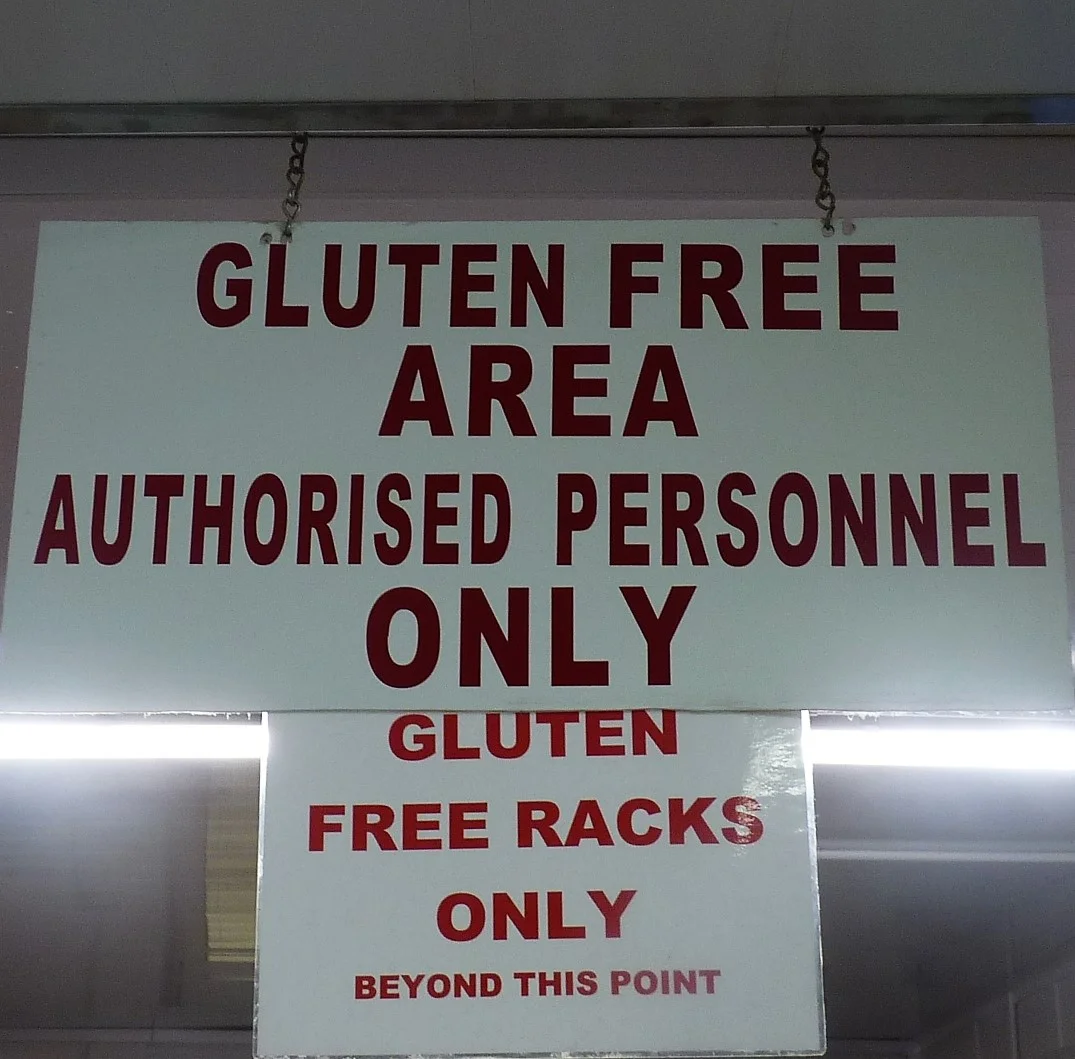 GLUTEN FREE
AREA
AUTHORISED PERSONNEL
ONLY
GLUTEN
FREE RACKS
ONLY
BEYOND THIS POINT